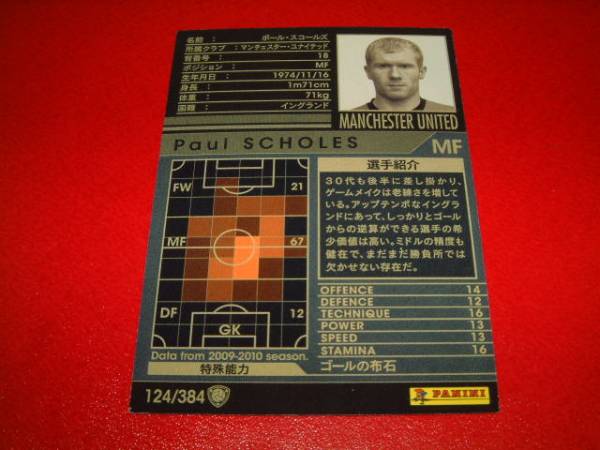 名前：ポール・スコールズ
所属クラブ：マンチェスター・ユナイテッド
背番号：18
ポジション：MF
生年月日：1974/11/16
身長：1m71cm
体重：71kg
国籍：イングランド
MANCHESTER UNITED
Paul SCHOLES MF
FW 21
MF 67
DF 12
GK
Data from 2009-2010 season.
特殊能力
選手紹介
３０代も後半に差し掛かり、
ゲームメイクは老練さを増して
いる。アップテンポなイングラ
ンドにあって、しっかりとゴール
からの逆算ができる選手の希
少価値は高い。ミドルの精度も
健在で、まだまだ勝負所では
欠かせない存在だ。
OFFENCE 14
DEFENCE 12
TECHNIQUE 16
POWER 13
SPEED 13
STAMINA 16
ゴールの布石
124/384
PANINI